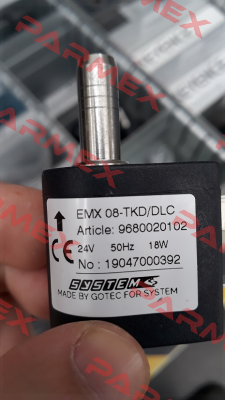 PARMEX
EMX 08-TKD/DLC
Article: 9680020102
24V 50Hz 18W
CE
No : 19047000392
SYSTEM
MADE BY GOTEC FOR SYSTEM
PARMEX